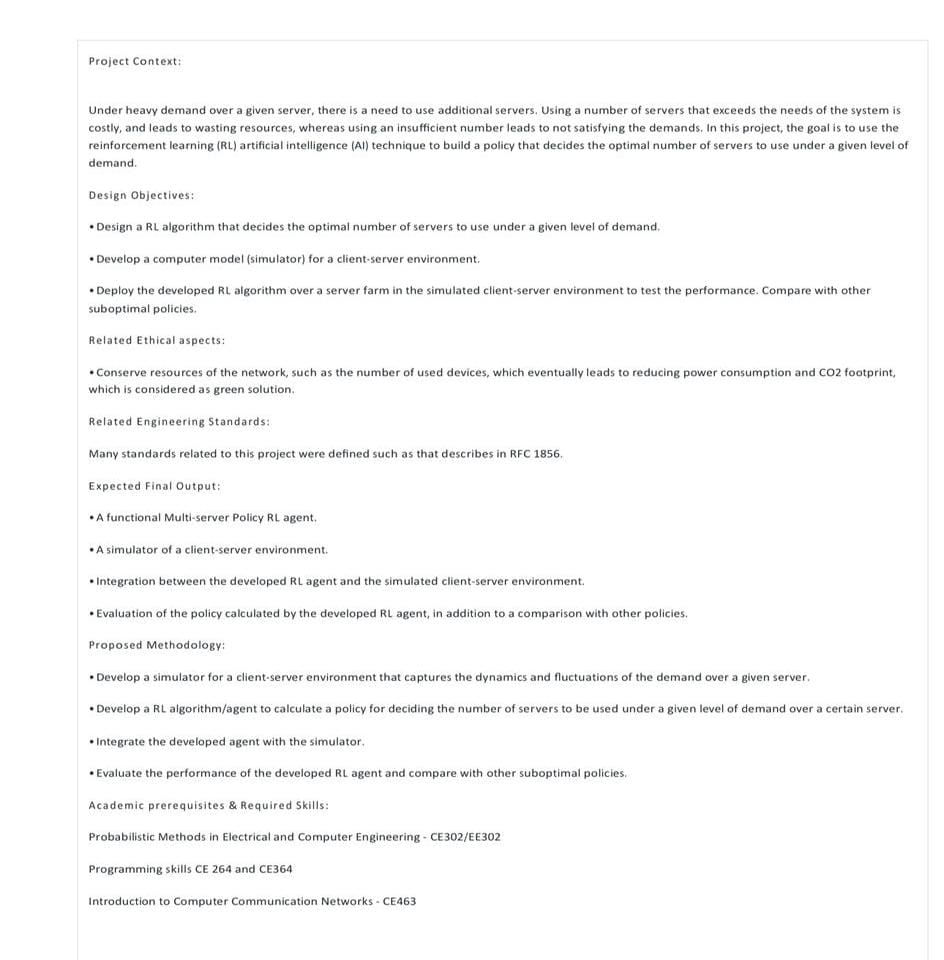 Project Context:
Under heavy demand over a given server, there is a need to use additional servers. Using a number of servers that exceeds the needs of the system is
costly, and leads to wasting resources, whereas using an insufficient number leads to not satisfying the demands. In this project, the goal is to use the
reinforcement learning (RL) artificial intelligence (AI) technique to build a policy that decides the optimal number of servers to use under a given level of
demand.
Design Objectives:
• Design a RL algorithm that decides the optimal number of servers to use under a given level of demand.
• Develop a computer model (simulator) for a client-server environment.
• Deploy the developed RL algorithm over a server farm in the simulated client-server environment to test the performance. Compare with other
suboptimal policies.
Related Ethical aspects:
• Conserve resources of the network, such as the number of used devices, which eventually leads to reducing power consumption and CO2 footprint,
which is considered as green solution.
Related Engineering Standards:
Many standards related to this project were defined such as that describes in RFC 1856.
Expected Final Output:
• A functional Multi-server Policy RL agent.
• A simulator of a client-server environment.
• Integration between the developed RL agent and the simulated client-server environment.
• Evaluation of the policy calculated by the developed RL agent, in addition to a comparison with other policies.
Proposed Methodology:
• Develop a simulator for a client-server environment that captures the dynamics and fluctuations of the demand over a given server.
• Develop a RL algorithm/agent to calculate a policy for deciding the number of servers to be used under a given level of demand over a certain server.
• Integrate the developed agent with the simulator.
• Evaluate the performance of the developed RL agent and compare with other suboptimal policies.
Academic prerequisites & Required Skills:
Probabilistic Methods in Electrical and Computer Engineering - CE302/EE302
Programming skills CE 264 and CE364
Introduction to Computer Communication Networks - CE463